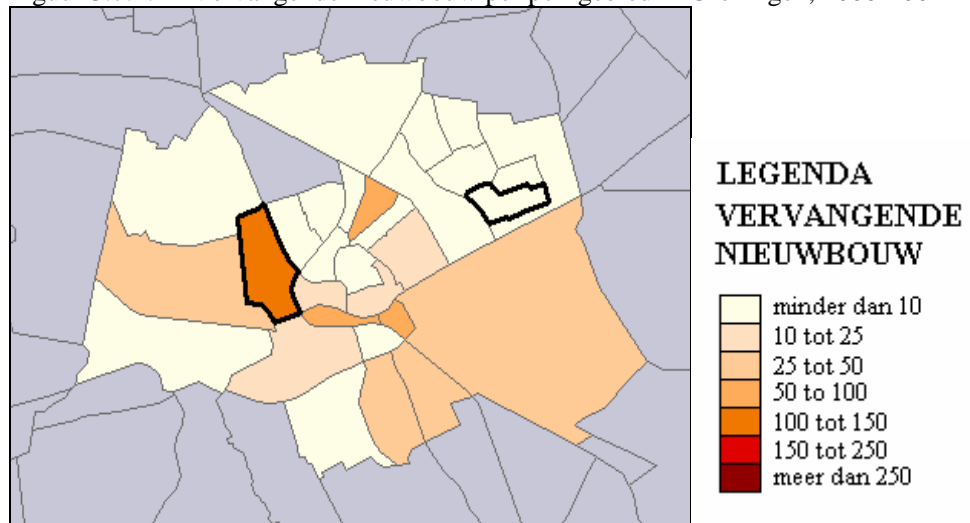 LEGENDA
VERVANGENDE
NIEUWBOUW
minder dan 10
10 tot 25
25 tot 50
50 to 100
100 tot 150
150 tot 250
meer dan 250